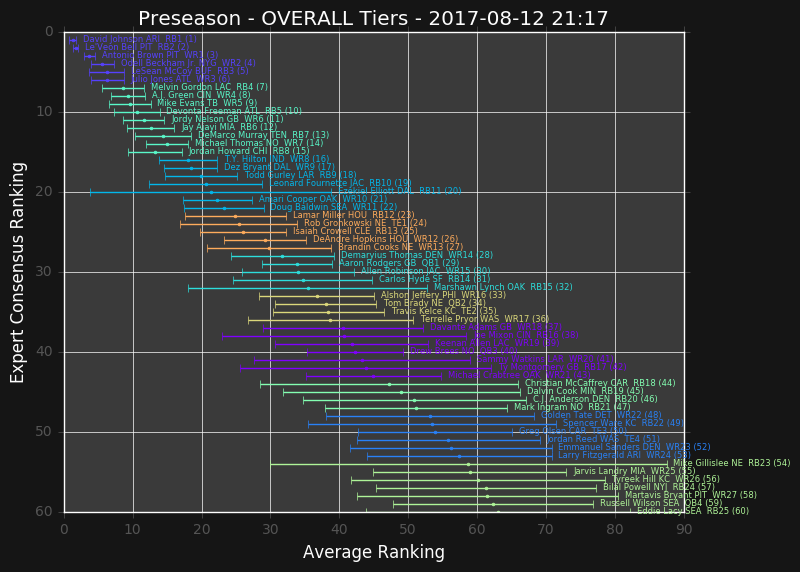 Preseason - OVERALL Tiers - 2017-08-12 21:17
0
10
20
30
40
50
60
Expert Consensus Ranking
David Johnson ARI RB1 (1)
Le'Veon Bell PIT RB2 (2)
Antonio Brown PIT WR1 (3)
Odell Beckham Jr. NYG WR2 (4)
LeSean McCoy BUF RB3 (5)
Julio Jones ATL WR3 (6)
Melvin Gordon LAC RB4 (7)
A.J. Green CIN WR4 (8)
Mike Evans TB WR5 (9)
Devonta Freeman ATL RB5 (10)
Jordy Nelson GB WR6 (11)
Jay Ajayi MIA RB6 (12)
DeMarco Murray TEN RB7 (13)
Michael Thomas NO WR7 (14)
Jordan Howard CHI RB8 (15)
T.Y. Hilton IND WR8 (16)
Dez Bryant DAL WR9 (17)
Todd Gurley LAR RB9 (18)
Leonard Fournette JAC RB10 (19)
Ezekiel Elliott DAL RB11 (20)
Amari Cooper OAK WR10 (21)
Doug Baldwin SEA WR11 (22)
Lamar Miller HOU RB12 (23)
Rob Gronkowski NE TE1 (24)
Isaiah Crowell CLE RB13 (25)
DeAndre Hopkins HOU WR12 (26)
Brandin Cooks NE WR13 (27)
Demaryius Thomas DEN WR14 (28)
Aaron Rodgers GB QB1 (29)
Allen Robinson JAC WR15 (30)
Carlos Hyde SF RB14 (31)
Marshawn Lynch OAK RB15 (32)
Alshon Jeffery PHI WR16 (33)
Tom Brady NE QB2 (34)
Travis Kelce KC TE2 (35)
Terrelle Pryor WAS WR17 (36)
Christian McCaffrey CAR RB18 (44)
Dalvin Cook MIN RB19 (45)
C.J. Anderson DEN RB20 (46)
Mark Ingram NO RB21 (47)
Golden Tate DET WR22 (48)
Spencer Ware KC RB22 (49)
Greg Olsen CAR TE3 (50)
Jordan Reed WAS TE4 (51)
Emmanuel Sanders DEN WR23 (52)
Larry Fitzgerald ARI WR24 (53)
Mike Gillislee NE RB23 (54)
Jarvis Landry MIA WR25 (55)
Tyreek Hill KC WR26 (56)
Bilal Powell NYJ RB24 (57)
Martavis Bryant PIT WR27 (58)
Russell Wilson SEA QB4 (59)
Eddie Lacy SEA RB25 (60)
0 10 20 30 40 50 60 70 80 90
Average Ranking